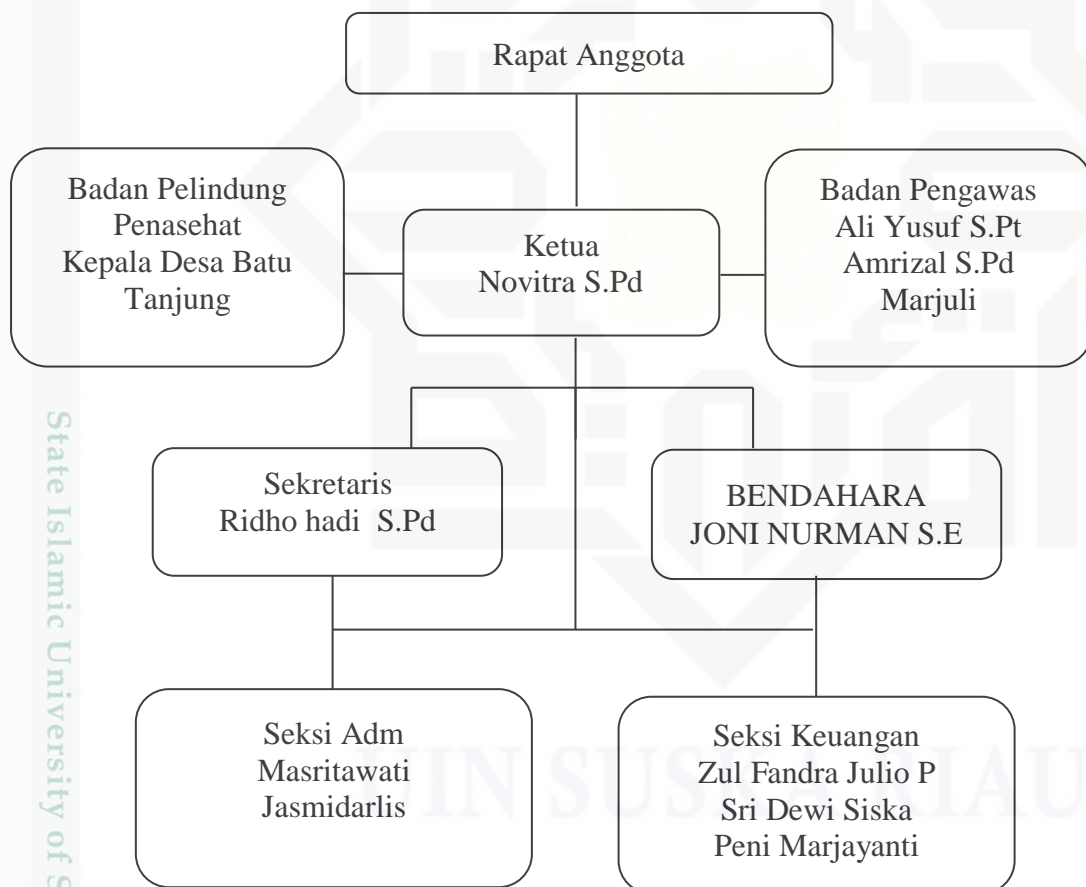 Rapat Anggota
Badan Pelindung
Penasehat
Kepala Desa Batu
Tanjung
Ketua
Novitra S.Pd
Badan Pengawas
Ali Yusuf S.Pt
Amrizal S.Pd
Marjuli
Sekretaris
Ridho hadi S.Pd
BENDAHARA
JONI NURMAN S.E
Seksi Adm
Masritawati
Jasmidarlis
Seksi Keuangan
Zul Fandra Julio P
Sri Dewi Siska
Peni Marjayanti
State Islamic University of S
UIN SUSKA RIAU